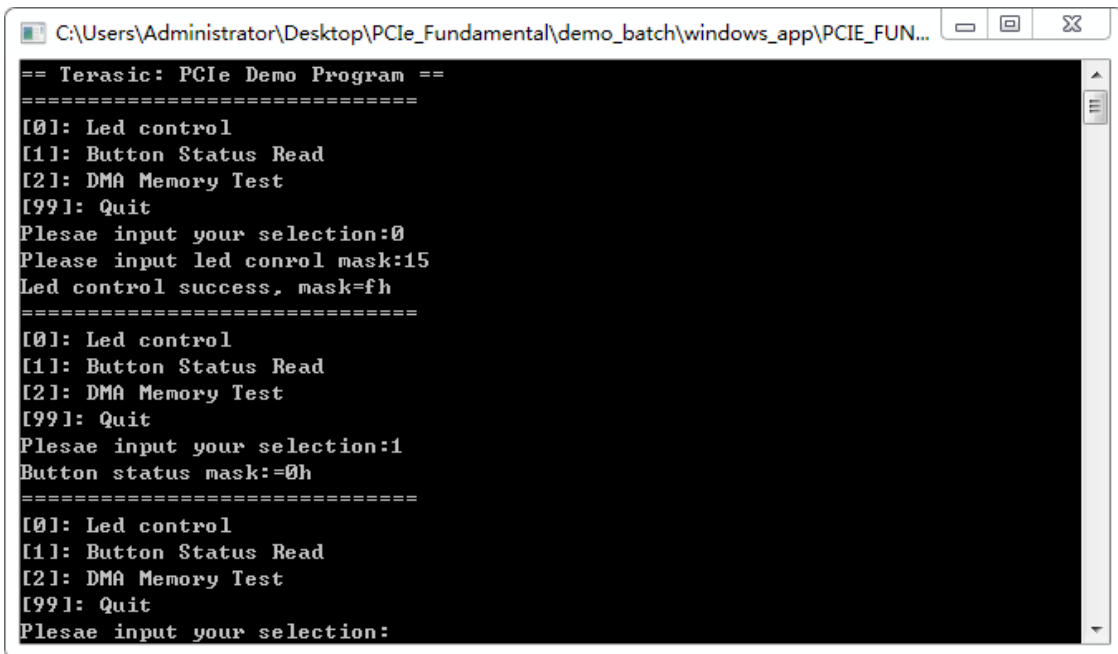 C:\Users\Administrator\Desktop\PCIe_Fundamental\demo_batch\windows_app\PCIE_FUN...
== Terasic: PCIe Demo Program ==
==============================
[0]: Led control
[1]: Button Status Read
[2]: DMA Memory Test
[99]: Quit
Plesae input your selection:0
Please input led conrol mask:15
Led control success, mask=fh
==============================
[0]: Led control
[1]: Button Status Read
[2]: DMA Memory Test
[99]: Quit
Plesae input your selection:1
Button status mask:=0h
==============================
[0]: Led control
[1]: Button Status Read
[2]: DMA Memory Test
[99]: Quit
Plesae input your selection: